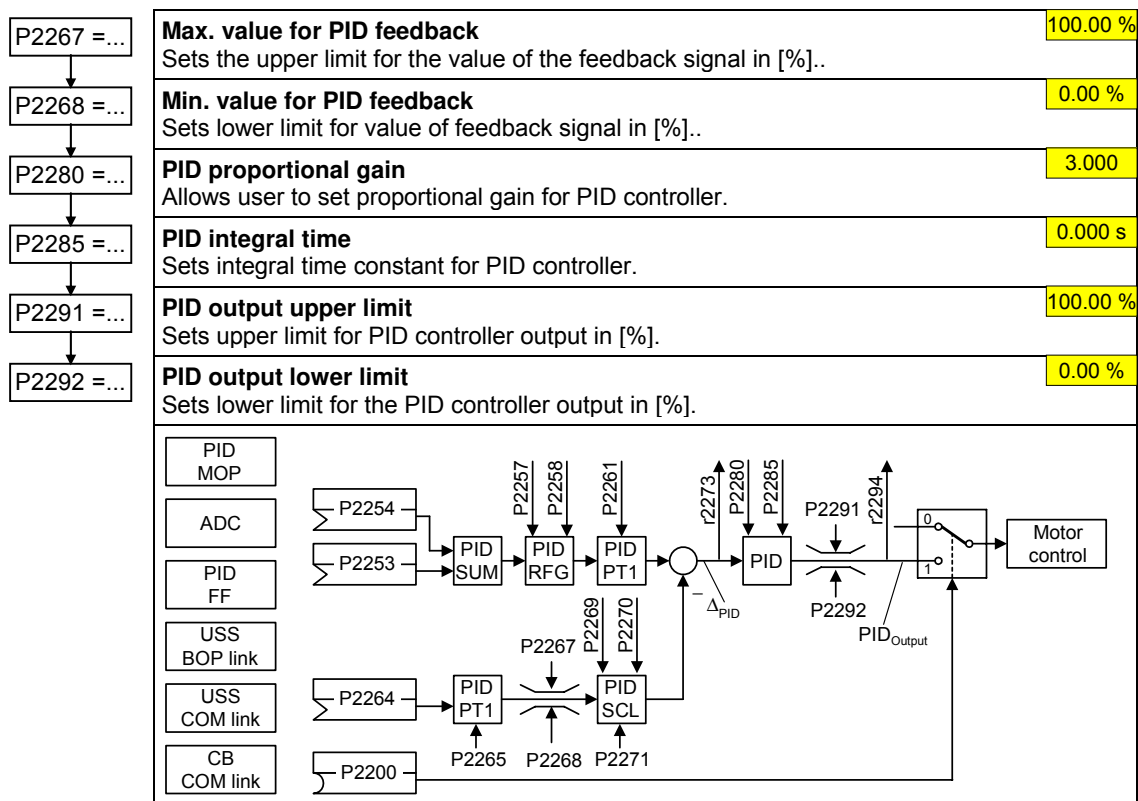 P2267 =...
Max. value for PID feedback
100.00 %
Sets the upper limit for the value of the feedback signal in [%]..
P2268 =...
Min. value for PID feedback
0.00 %
Sets lower limit for value of feedback signal in [%]..
P2280 =...
PID proportional gain
3.000
Allows user to set proportional gain for PID controller.
P2285 =...
PID integral time
0.000 s
Sets integral time constant for PID controller.
P2291 =...
PID output upper limit
100.00 %
Sets upper limit for PID controller output in [%].
P2292 =...
PID output lower limit
0.00 %
Sets lower limit for the PID controller output in [%].
PID
MOP
ADC
PID
FF
USS
BOP link
USS
COM link
CB
COM link
P2254
P2253
PID
SUM
P2257
P2258
PID
RFG
P2261
PID
PT1
r2273
−
ΔPID
P2280
P2285
PID
P2291
P2292
r2294
PIDOutput
0
1
Motor
control
P2264
PID
PT1
P2265
P2267
P2268
P2269
P2270
PID
SCL
P2271
P2200